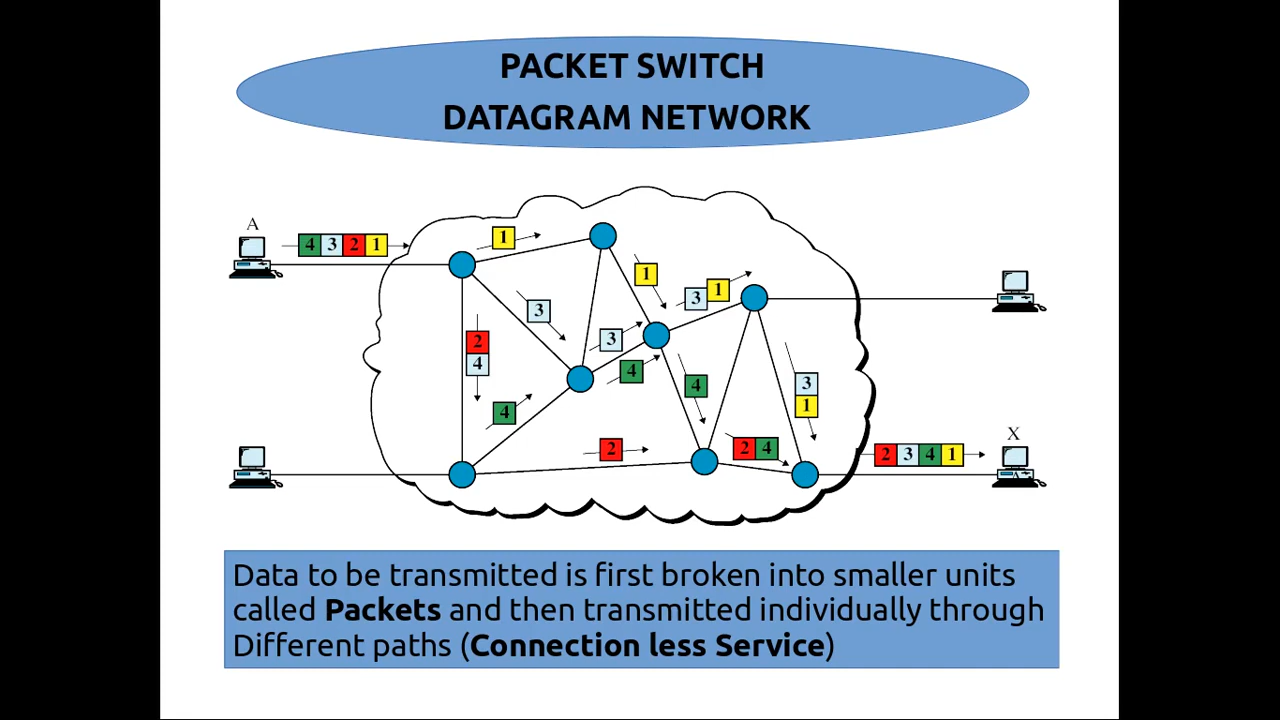 PACKET SWITCH
DATAGRAM NETWORK
A
4 3 2 1
1
1
3 1
3
3
2
4
4
4
4
3
1
2
2 4
2 3 4 1
X
Data to be transmitted is first broken into smaller units
called Packets and then transmitted individually through
Different paths (Connection less Service)